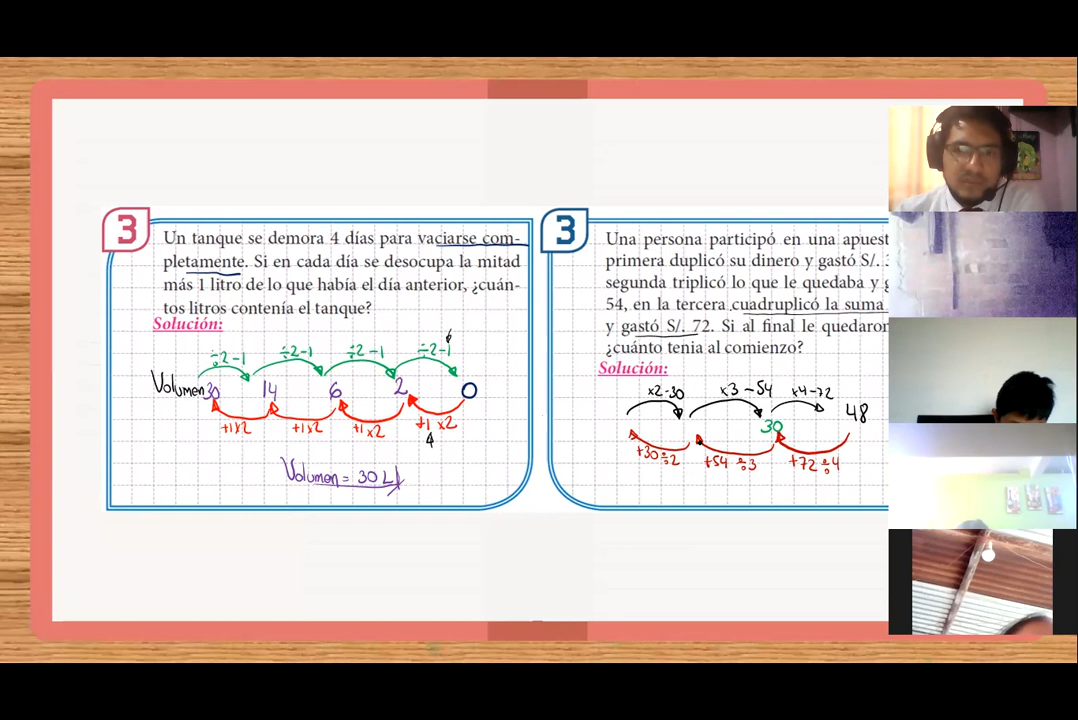 3
Un tanque se demora 4 días para vaciarse com-
pletamente. Si en cada día se desocupa la mitad
más 1 litro de lo que había el día anterior, ¿cuán-
tos litros contenía el tanque?
Solución:
÷2-1 ÷2-1 ÷2-1 ÷2-1
Volumen 30 14 6 2 0
+1x2 +1x2 +1x2 +1x2
Volumen = 30 L
3
Una persona participó en una apuest
primera duplicó su dinero y gastó S/.
segunda triplicó lo que le quedaba y
54, en la tercera cuadruplicó la suma
y gastó S/. 72. Si al final le quedaron
¿cuánto tenia al comienzo?
Solución:
x2-30 x3-54 x4-72
30 48
+30÷2 +54÷3 +72÷4